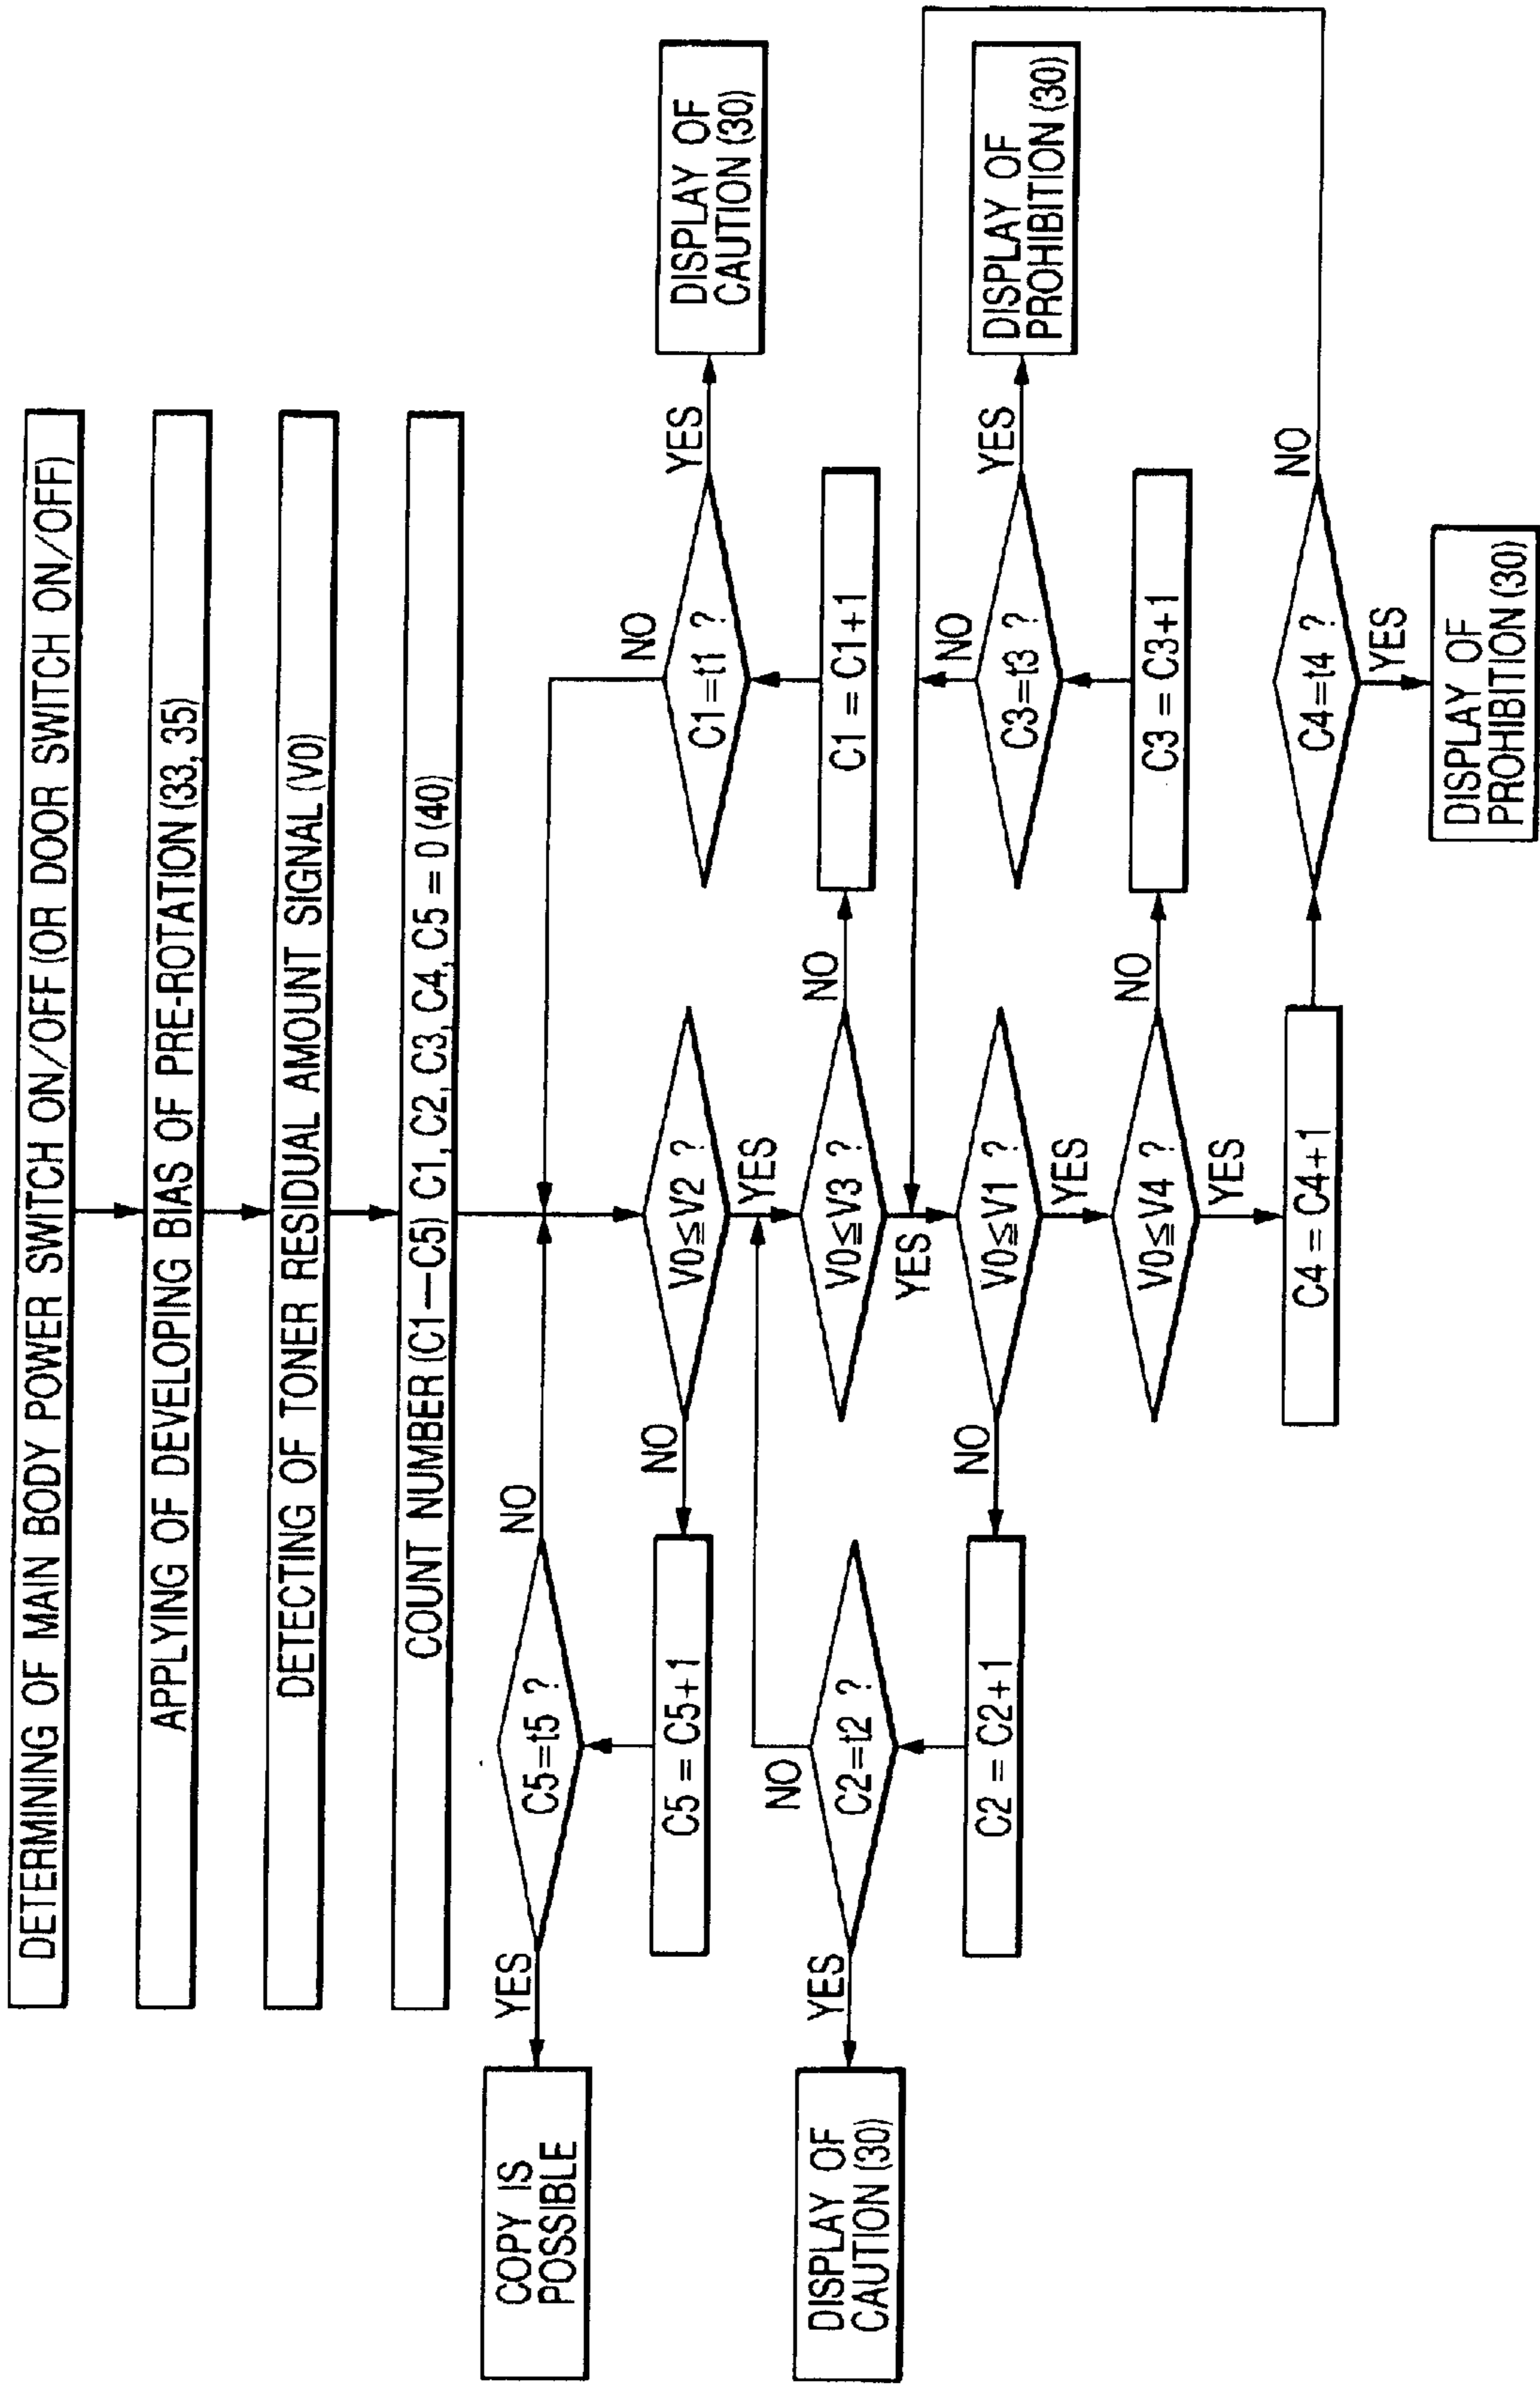 DETERMINING OF MAIN BODY POWER SWITCH ON/OFF (OR DOOR SWITCH ON/OFF)
APPLYING OF DEVELOPING BIAS OF PRE-ROTATION (33, 35)
DETECTING OF TONER RESIDUAL AMOUNT SIGNAL (V0)
COUNT NUMBER (C1—C5) C1, C2, C3, C4, C5 = 0 (40)
COPY IS
POSSIBLE
YES
C5=t5 ?
NO
C5 = C5+1
NO
V0≦V2 ?
YES
NO
C1=t1 ?
YES
DISPLAY OF
CAUTION (30)
DISPLAY OF
CAUTION (30)
YES
C2=t2 ?
NO
V0≦V3 ?
NO
C1 = C1+1
YES
C2 = C2+1
NO
V0≦V1 ?
YES
NO
C3=t3 ?
YES
DISPLAY OF
PROHIBITION (30)
V0≦V4 ?
NO
C3 = C3+1
YES
C4 = C4+1
C4=t4 ?
NO
YES
DISPLAY OF
PROHIBITION (30)